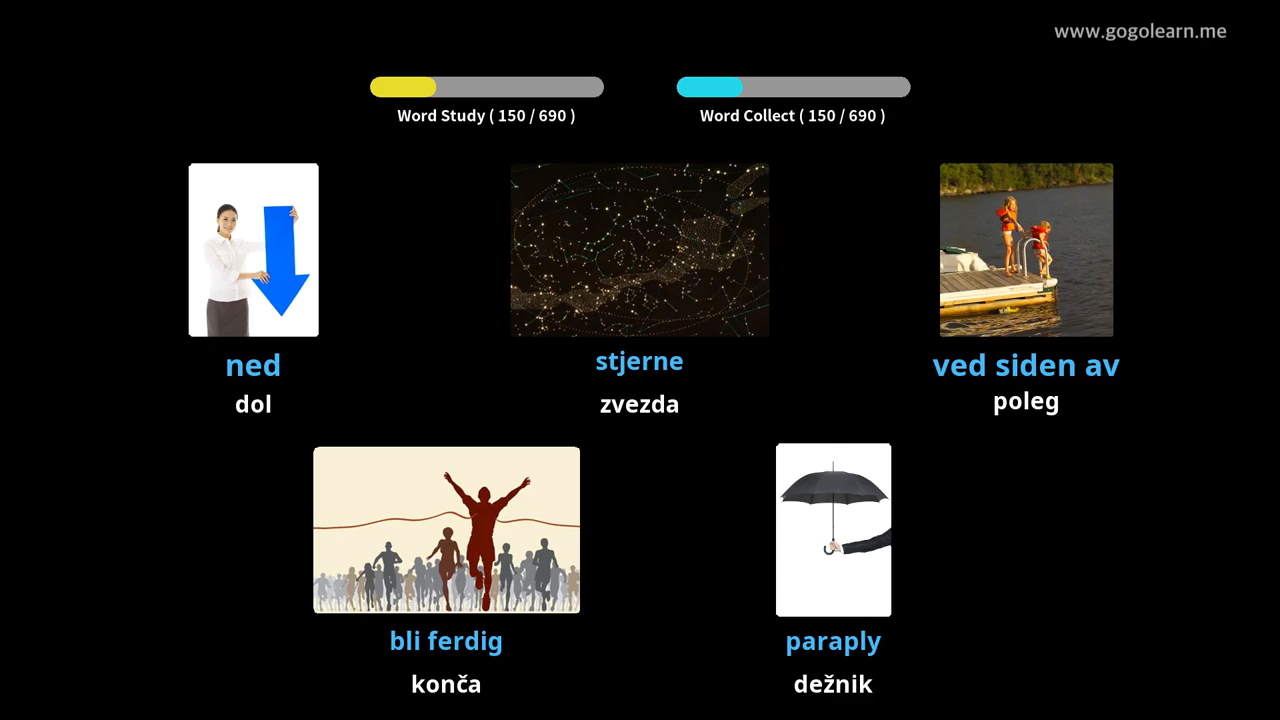 www.gogolearn.me
Word Study ( 150 / 690 )
Word Collect ( 150 / 690 )
ned
dol
stjerne
zvezda
ved siden av
poleg
bli ferdig
konča
paraply
dežnik